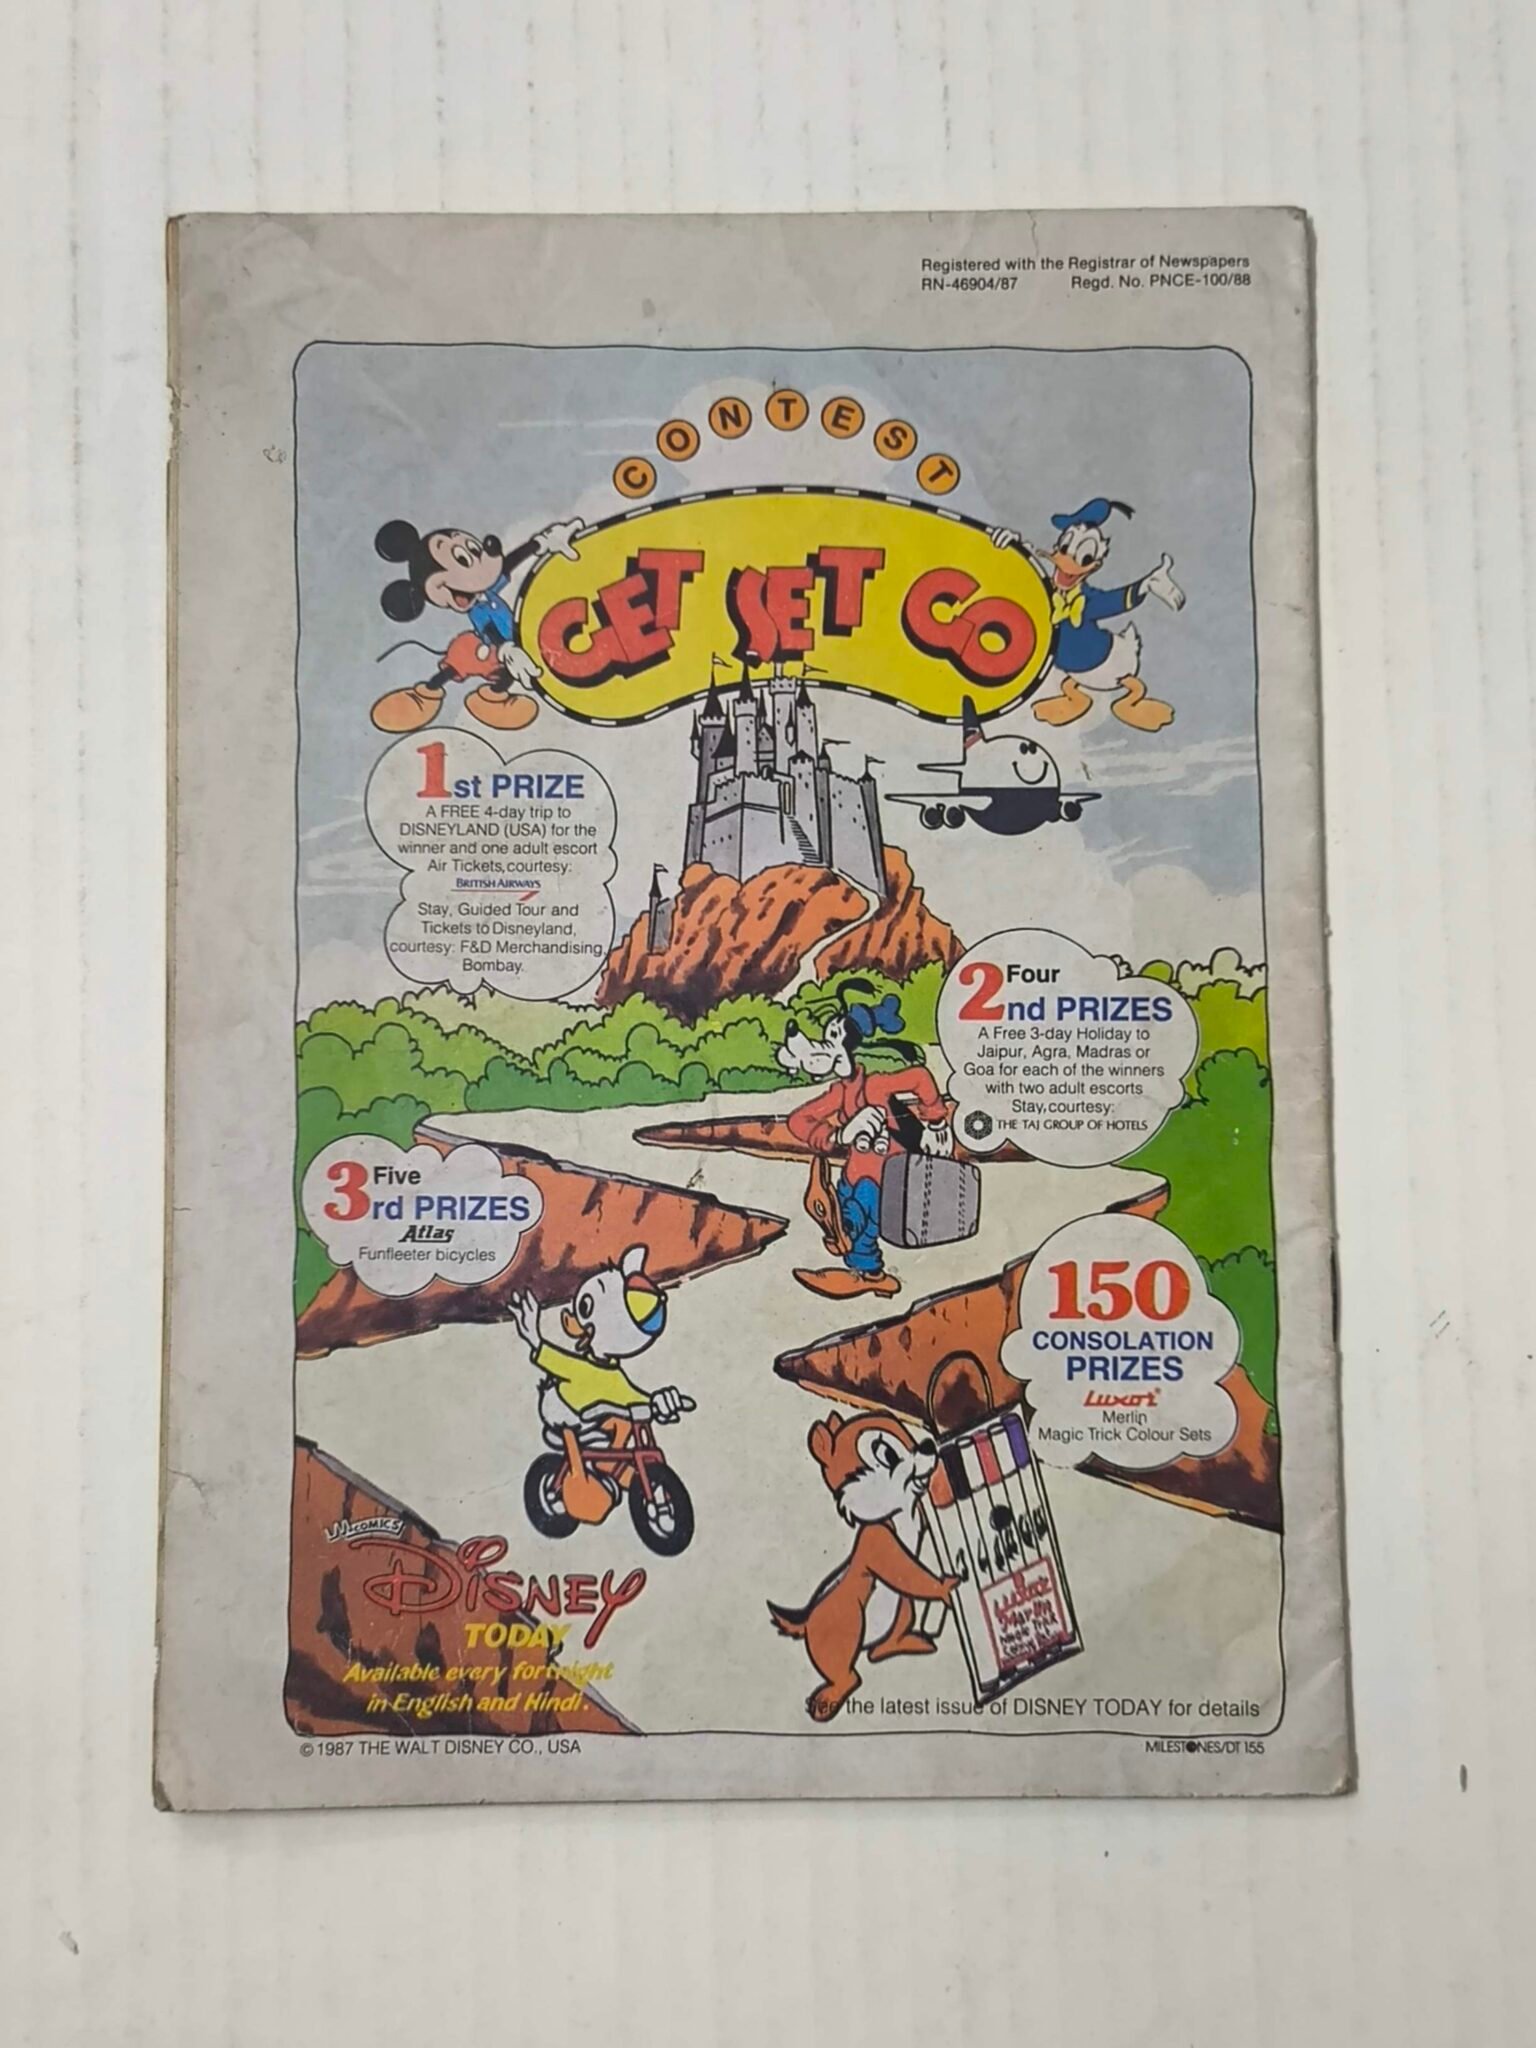 Registered with the Registrar of Newspapers
RN-46904/87 Regd. No. PNCE-100/88
CONTEST
GET SET GO
1st PRIZE
A FREE 4-day trip to
DISNEYLAND (USA) for the
winner and one adult escort
Air Tickets, courtesy:
BRITISH AIRWAYS
Stay, Guided Tour and
Tickets to Disneyland,
courtesy: F&D Merchandising,
Bombay.
2nd Four PRIZES
A Free 3-day Holiday to
Jaipur, Agra, Madras or
Goa for each of the winners
with two adult escorts
Stay, courtesy:
THE TAJ GROUP OF HOTELS
3rd Five PRIZES
Atlas
Funfleeter bicycles
150
CONSOLATION
PRIZES
Luxor®
Merlin
Magic Trick Colour Sets
COMICS
DISNEY
TODAY
Available every fortnight
in English and Hindi.
See the latest issue of DISNEY TODAY for details
© 1987 THE WALT DISNEY CO., USA
MILESTONES/DT 155